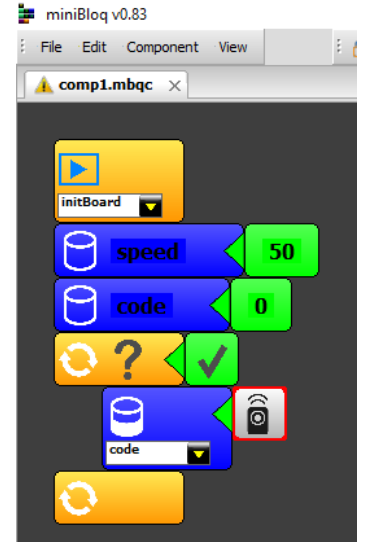 miniBloq v0.83
File Edit Component View
comp1.mbqc
initBoard
speed 50
code 0
?
code